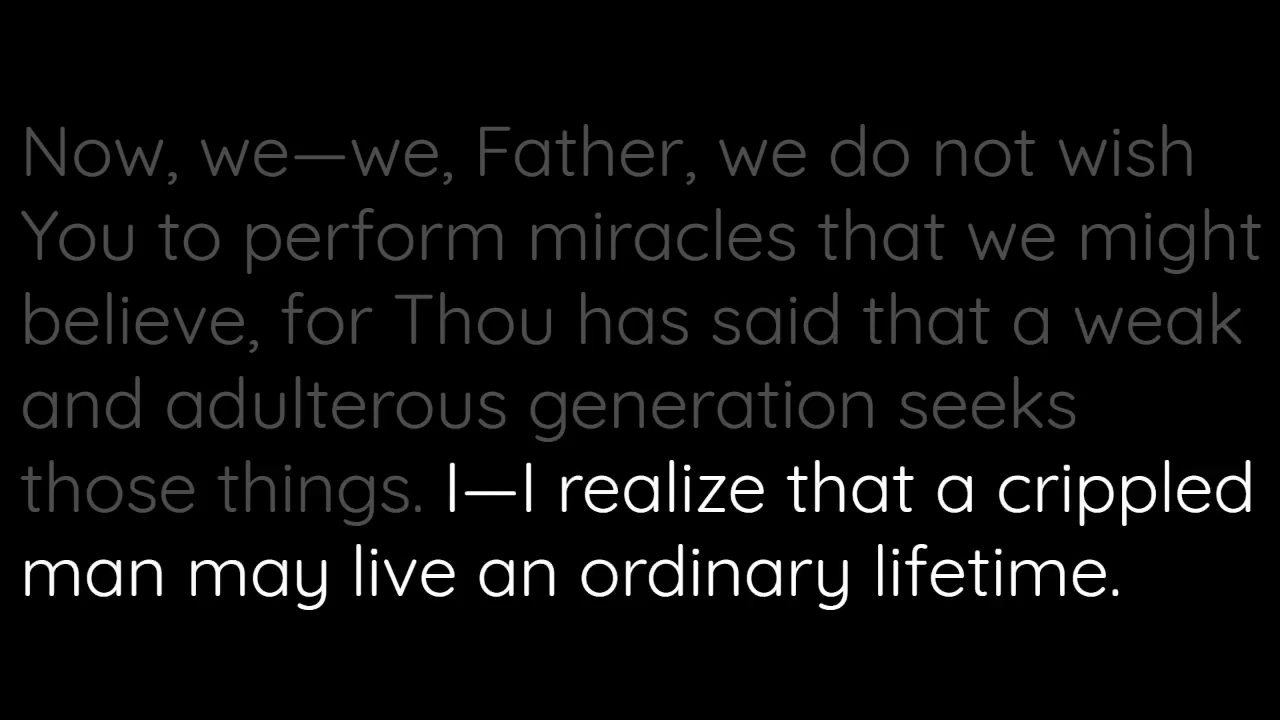 Now, we—we, Father, we do not wish
You to perform miracles that we might
believe, for Thou has said that a weak
and adulterous generation seeks
those things. I—I realize that a crippled
man may live an ordinary lifetime.